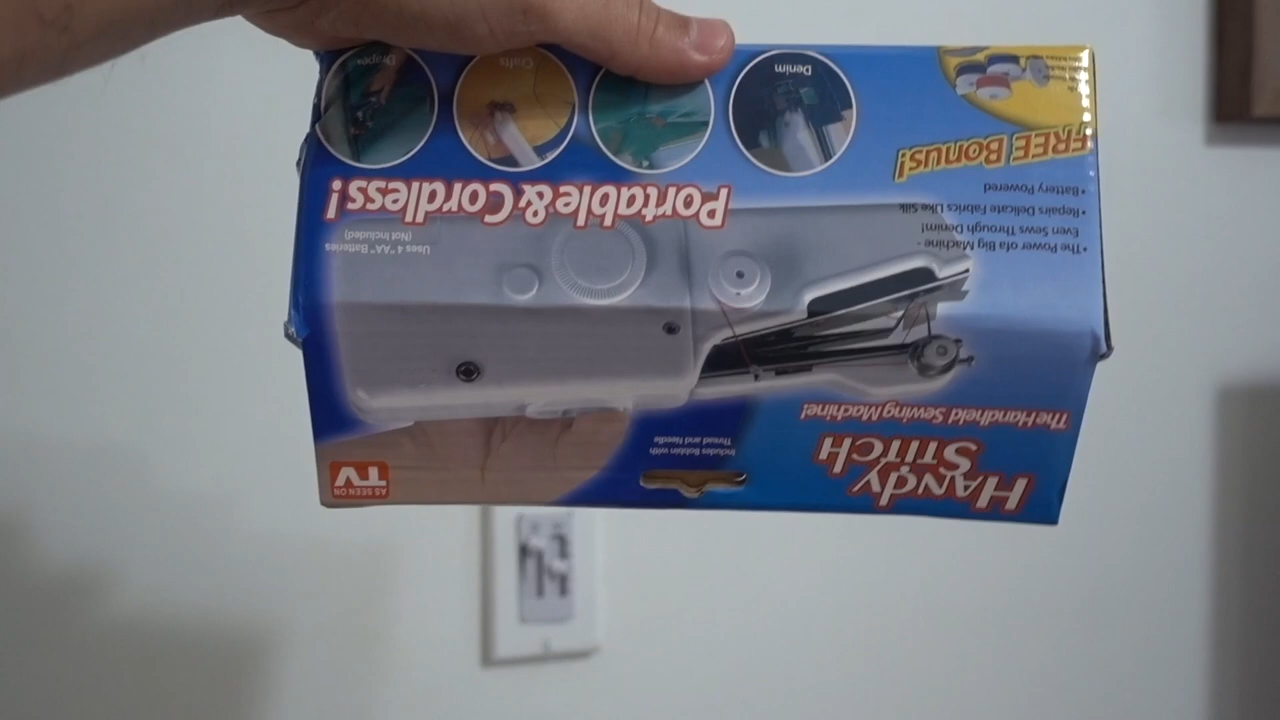 HANDY
STITCH
The Handheld Sewing Machine!
Includes Bobbin with
Thread and Needle
AS SEEN ON
TV
• The Power of a Big Machine -
Even Sews Through Denim!
• Repairs Delicate Fabrics Like Silk
• Battery Powered
Uses 4 "AA" Batteries
(Not Included)
Portable & Cordless!
FREE Bonus!
Denim
Crafts
Drapes